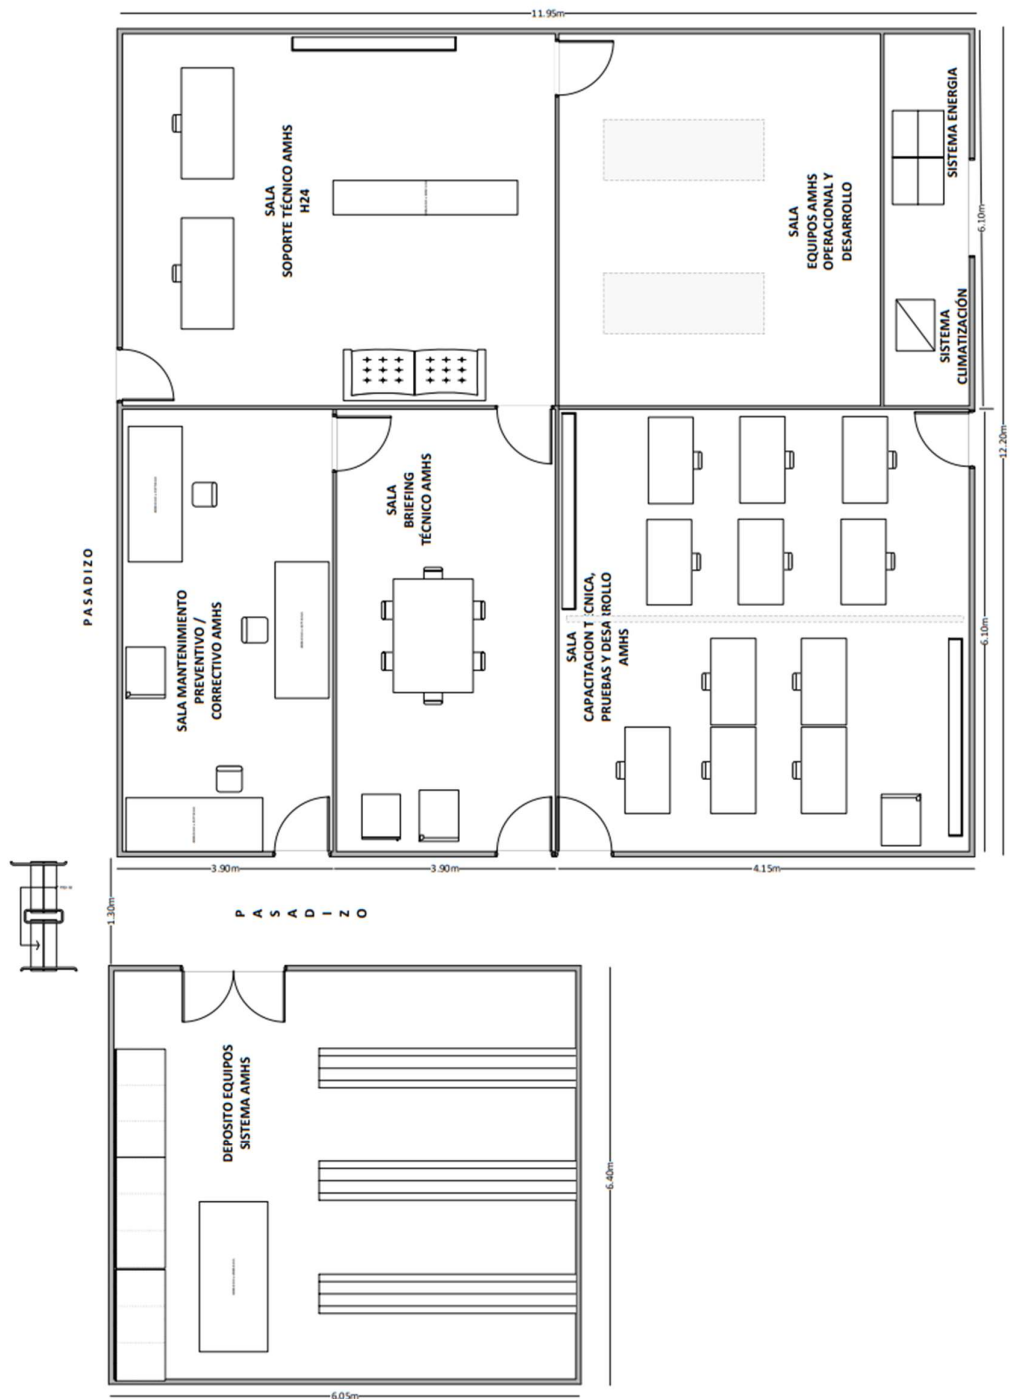 11.95m
SALA
SOPORTE TÉCNICO AMHS
H24
SALA
EQUIPOS AMHS
OPERACIONAL Y
DESARROLLO
SISTEMA ENERGIA
SISTEMA
CLIMATIZACIÓN
6.10m
12.20m
PASADIZO
SALA MANTENIMIENTO
PREVENTIVO /
CORRECTIVO AMHS
SALA
BRIEFING
TÉCNICO AMHS
SALA
CAPACITACION TÉCNICA,
PRUEBAS Y DESARROLLO
AMHS
6.10m
3.90m
3.90m
4.15m
1.30m
PASADIZO
DEPOSITO EQUIPOS
SISTEMA AMHS
6.40m
6.05m